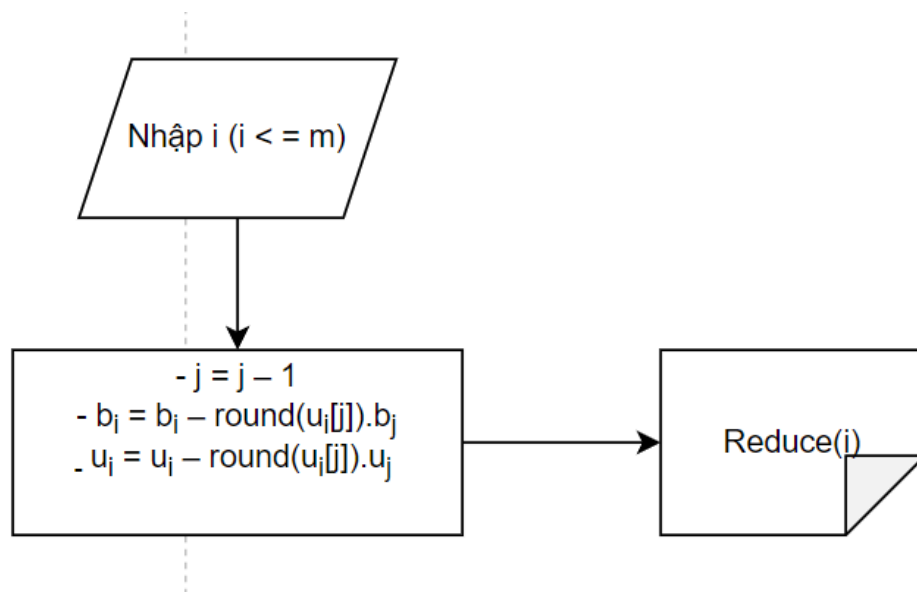 Nhập i (i < = m)
- j = j – 1
- bᵢ = bᵢ – round(uᵢ[j]).bⱼ
- uᵢ = uᵢ – round(uᵢ[j]).uⱼ
Reduce(i)